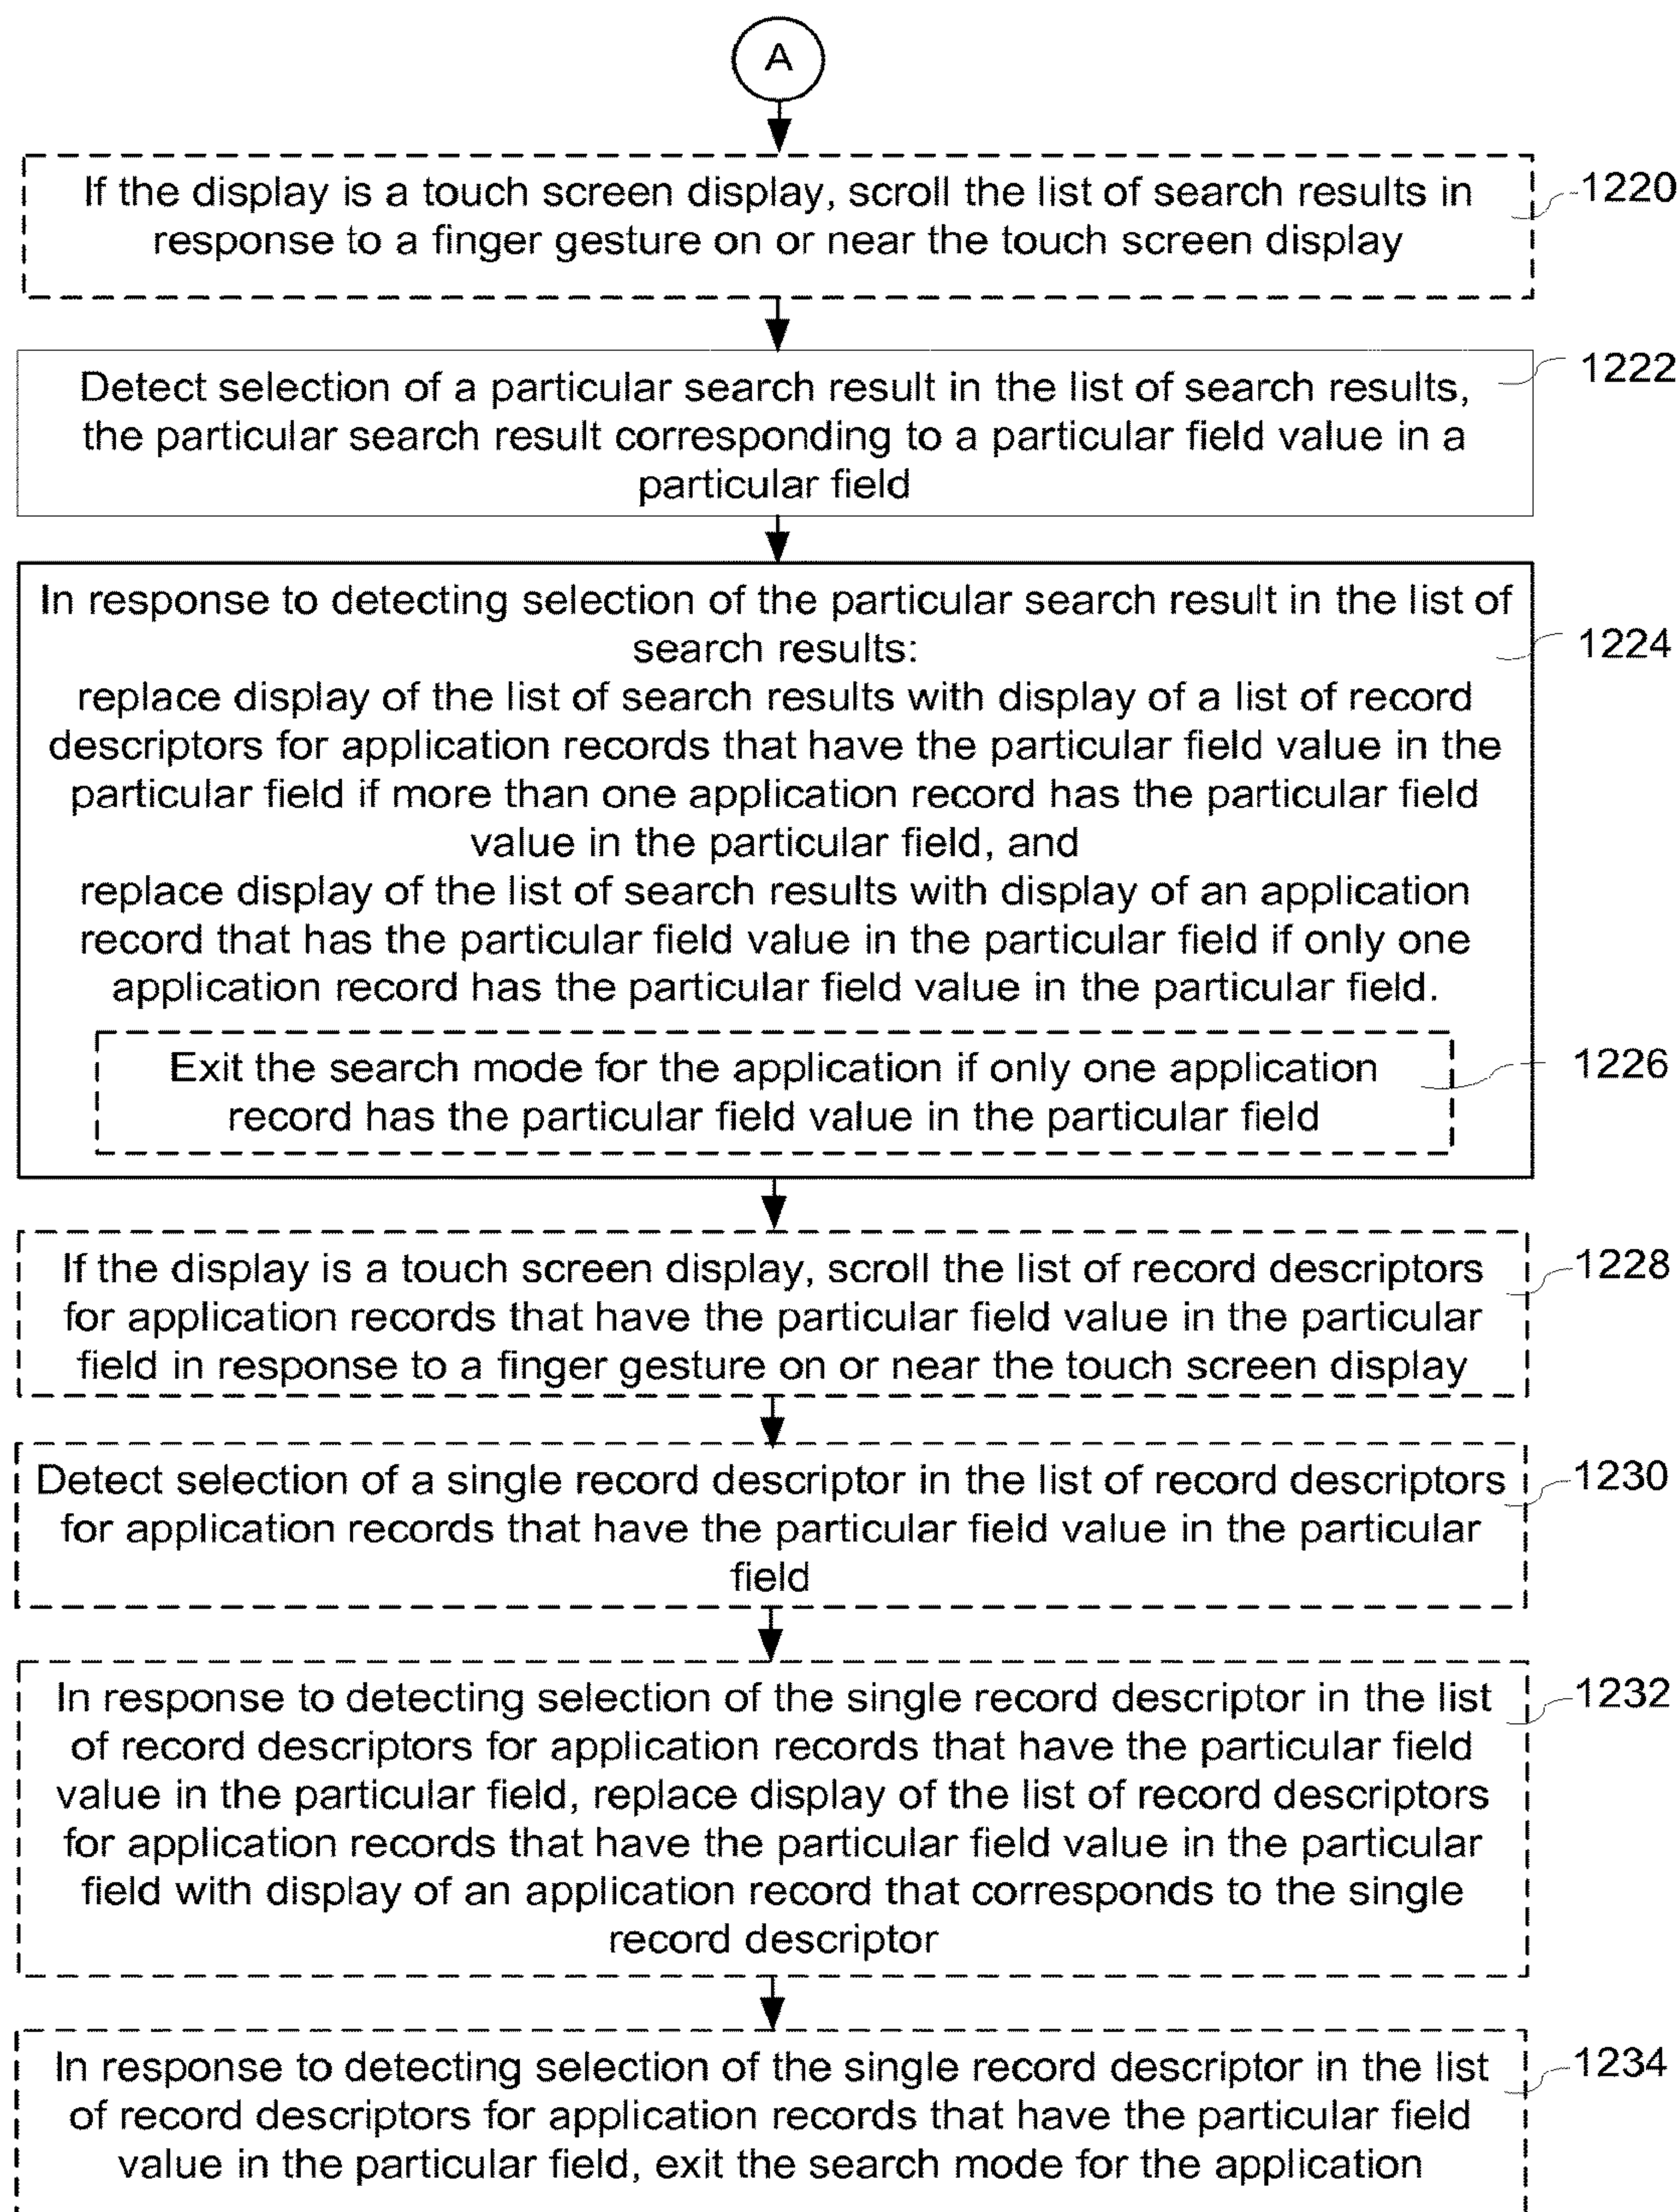 A
If the display is a touch screen display, scroll the list of search results in
response to a finger gesture on or near the touch screen display
1220
Detect selection of a particular search result in the list of search results,
the particular search result corresponding to a particular field value in a
particular field
1222
In response to detecting selection of the particular search result in the list of
search results:
replace display of the list of search results with display of a list of record
descriptors for application records that have the particular field value in the
particular field if more than one application record has the particular field
value in the particular field, and
replace display of the list of search results with display of an application
record that has the particular field value in the particular field if only one
application record has the particular field value in the particular field.
1224
Exit the search mode for the application if only one application
record has the particular field value in the particular field
1226
If the display is a touch screen display, scroll the list of record descriptors
for application records that have the particular field value in the particular
field in response to a finger gesture on or near the touch screen display
1228
Detect selection of a single record descriptor in the list of record descriptors
for application records that have the particular field value in the particular
field
1230
In response to detecting selection of the single record descriptor in the list
of record descriptors for application records that have the particular field
value in the particular field, replace display of the list of record descriptors
for application records that have the particular field value in the particular
field with display of an application record that corresponds to the single
record descriptor
1232
In response to detecting selection of the single record descriptor in the list
of record descriptors for application records that have the particular field
value in the particular field, exit the search mode for the application
1234